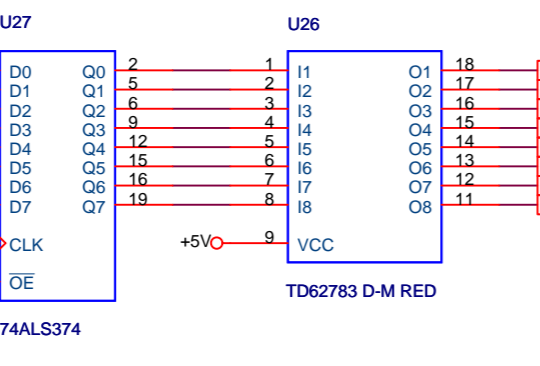 U27
U26
D0 Q0 2 1 I1 O1 18
D1 Q1 5 2 I2 O2 17
D2 Q2 6 3 I3 O3 16
D3 Q3 9 4 I4 O4 15
D4 Q4 12 5 I5 O5 14
D5 Q5 15 6 I6 O6 13
D6 Q6 16 7 I7 O7 12
D7 Q7 19 8 I8 O8 11
CLK +5V 9 VCC
OE
TD62783 D-M RED
74ALS374